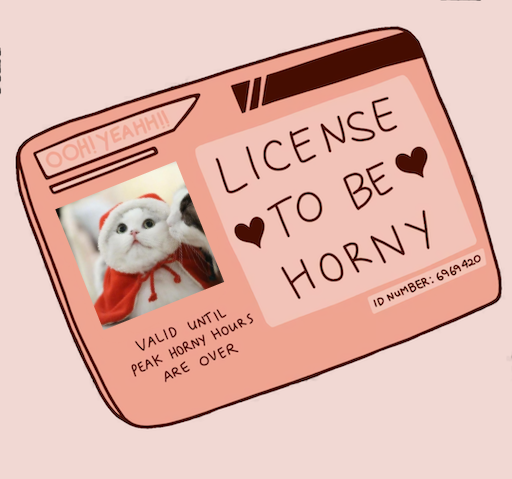 OOH! YEAHH!!
LICENSE
TO BE
HORNY
ID NUMBER: 6969420
VALID UNTIL
PEAK HORNY HOURS
ARE OVER